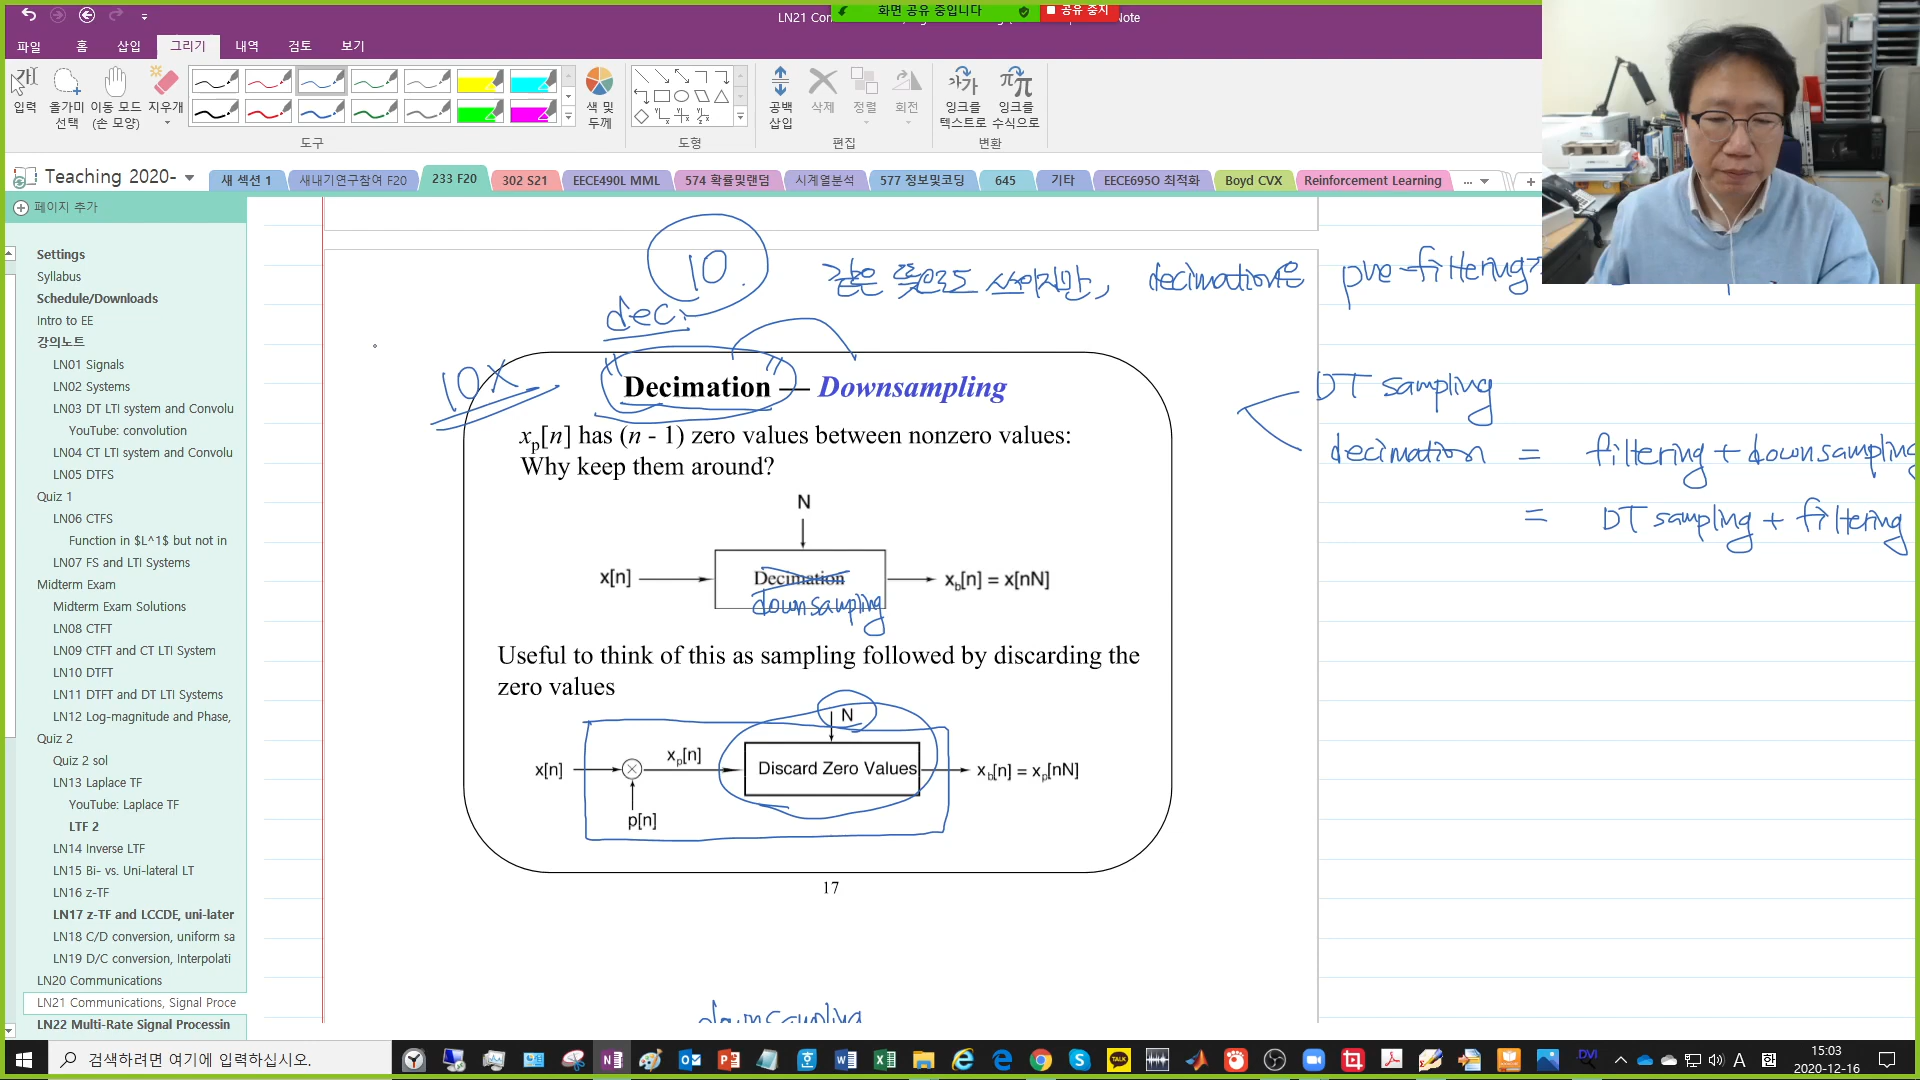 화면 공유 중입니다
공유 중지
LN21 Con
Note
파일 홈 삽입 그리기 내역 검토 보기
입력
올가미 선택
이동 모드 (손 모양)
지우개
색 및 두께
공백 삽입
삭제
정렬
회전
잉크를 텍스트로
잉크를 수식으로
도구 도형 편집 변환
Teaching 2020-
새 섹션 1
새내기연구참여 F20
233 F20
302 S21
EECE490L MML
574 확률및랜덤
시계열분석
577 정보및코딩
645
기타
EECE695O 최적화
Boyd CVX
Reinforcement Learning
...
페이지 추가
Settings
Syllabus
Schedule/Downloads
Intro to EE
강의노트
LN01 Signals
LN02 Systems
LN03 DT LTI system and Convolu
YouTube: convolution
LN04 CT LTI system and Convolu
LN05 DTFS
Quiz 1
LN06 CTFS
Function in $L^1$ but not in
LN07 FS and LTI Systems
Midterm Exam
Midterm Exam Solutions
LN08 CTFT
LN09 CTFT and CT LTI System
LN10 DTFT
LN11 DTFT and DT LTI Systems
LN12 Log-magnitude and Phase,
Quiz 2
Quiz 2 sol
LN13 Laplace TF
YouTube: Laplace TF
LTF 2
LN14 Inverse LTF
LN15 Bi- vs. Uni-lateral LT
LN16 z-TF
LN17 z-TF and LCCDE, uni-later
LN18 C/D conversion, uniform sa
LN19 D/C conversion, Interpolati
LN20 Communications
LN21 Communications, Signal Proce
LN22 Multi-Rate Signal Processin
10
같은 뜻으로도 쓰이지만, decimation은 pre-filtering
deci
10X
"Decimation" — Downsampling
xp[n] has (n - 1) zero values between nonzero values:
Why keep them around?
N
x[n]
Decimation
downsampling
xb[n] = x[nN]
Useful to think of this as sampling followed by discarding the
zero values
N
x[n]
xp[n]
Discard Zero Values
xb[n] = xp[nN]
p[n]
17
downsampling
DT sampling
decimation = filtering + downsampling
= DT sampling + filtering
검색하려면 여기에 입력하십시오.
TALK
DVI
A
15:03
2020-12-16